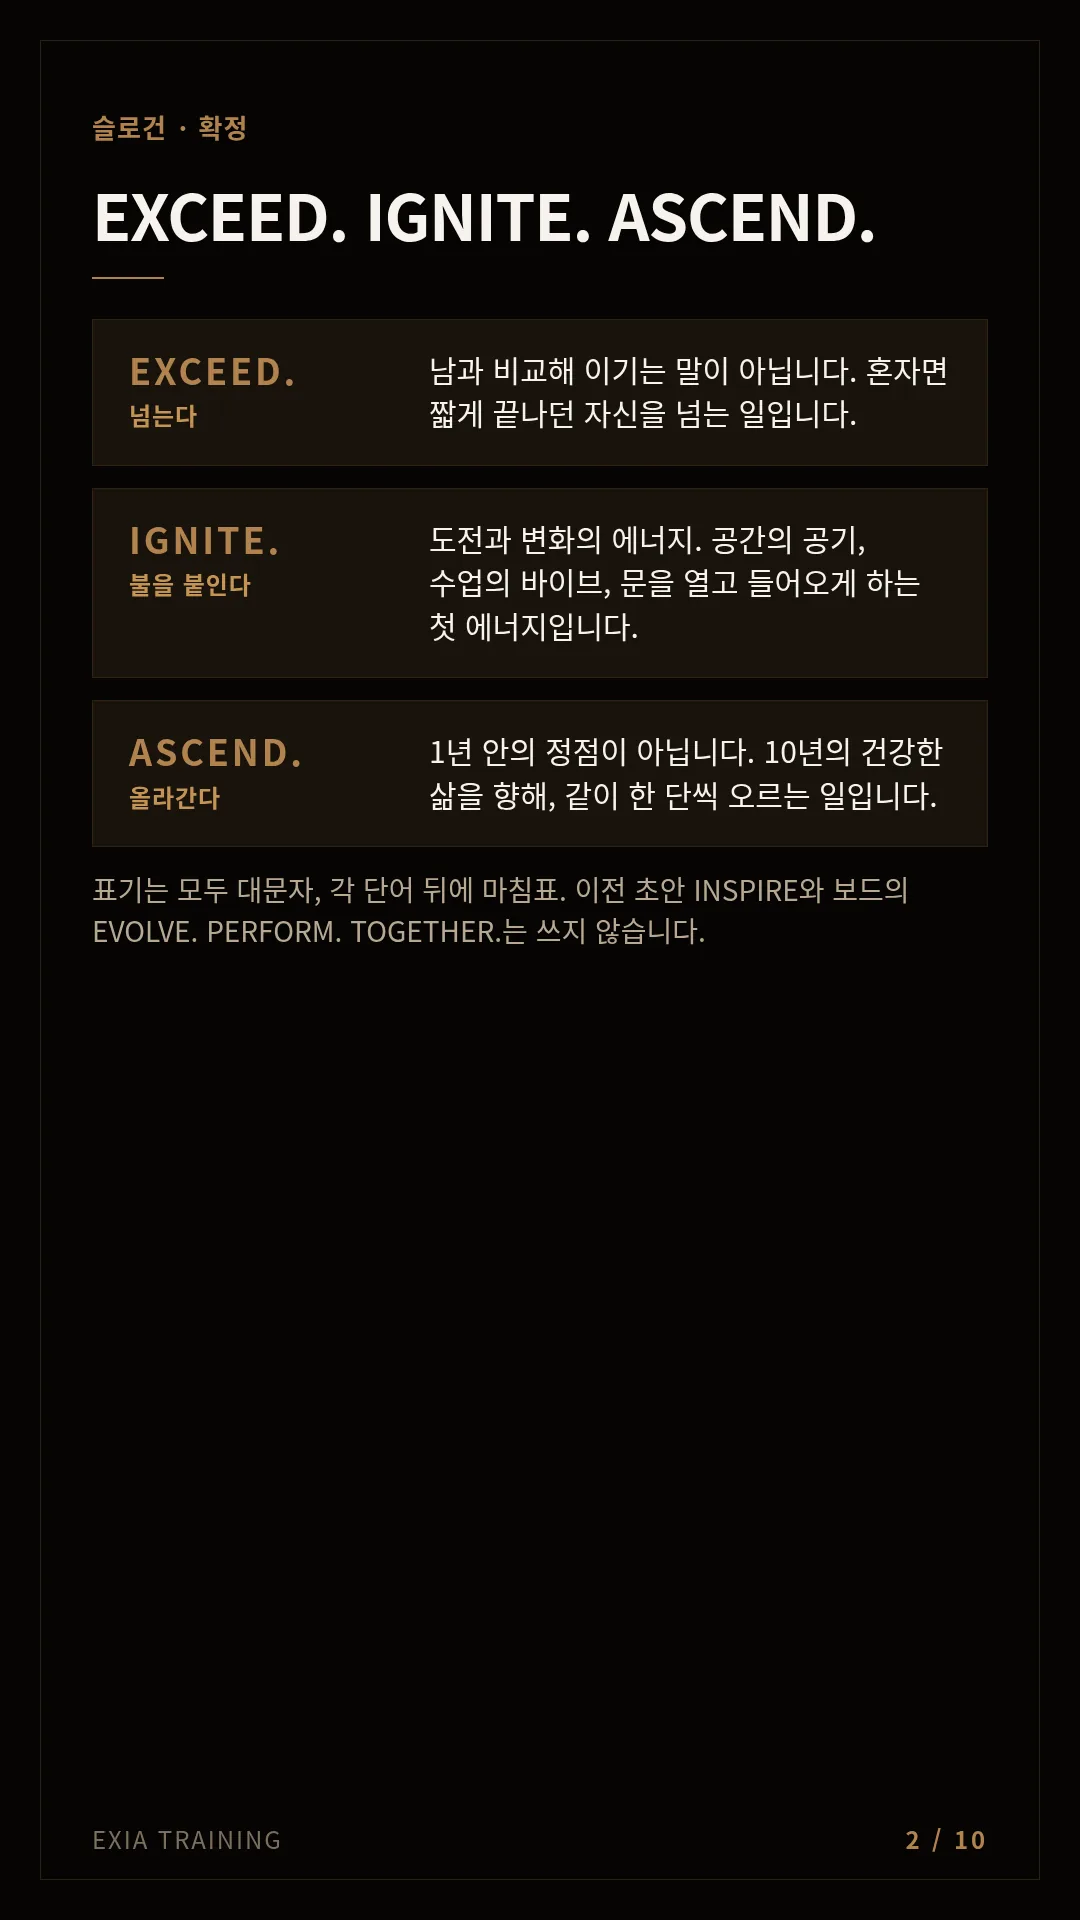 슬로건 · 확정
EXCEED. IGNITE. ASCEND.
EXCEED.
넘는다
남과 비교해 이기는 말이 아닙니다. 혼자면
짧게 끝나던 자신을 넘는 일입니다.
IGNITE.
불을 붙인다
도전과 변화의 에너지. 공간의 공기,
수업의 바이브, 문을 열고 들어오게 하는
첫 에너지입니다.
ASCEND.
올라간다
1년 안의 정점이 아닙니다. 10년의 건강한
삶을 향해, 같이 한 단씩 오르는 일입니다.
표기는 모두 대문자, 각 단어 뒤에 마침표. 이전 초안 INSPIRE와 보드의
EVOLVE. PERFORM. TOGETHER.는 쓰지 않습니다.
EXIA TRAINING
2 / 10